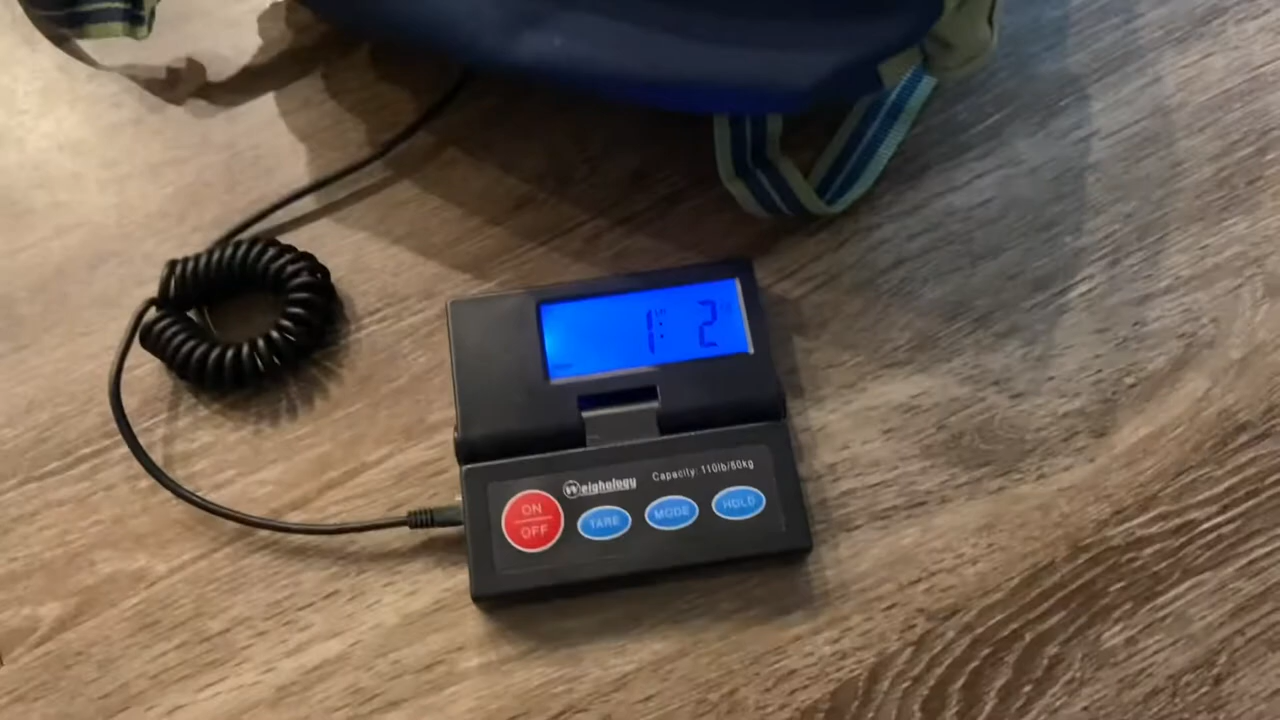 1: 2
Weighology
Capacity: 110lb/50kg
ON
OFF
TARE
MODE
HOLD